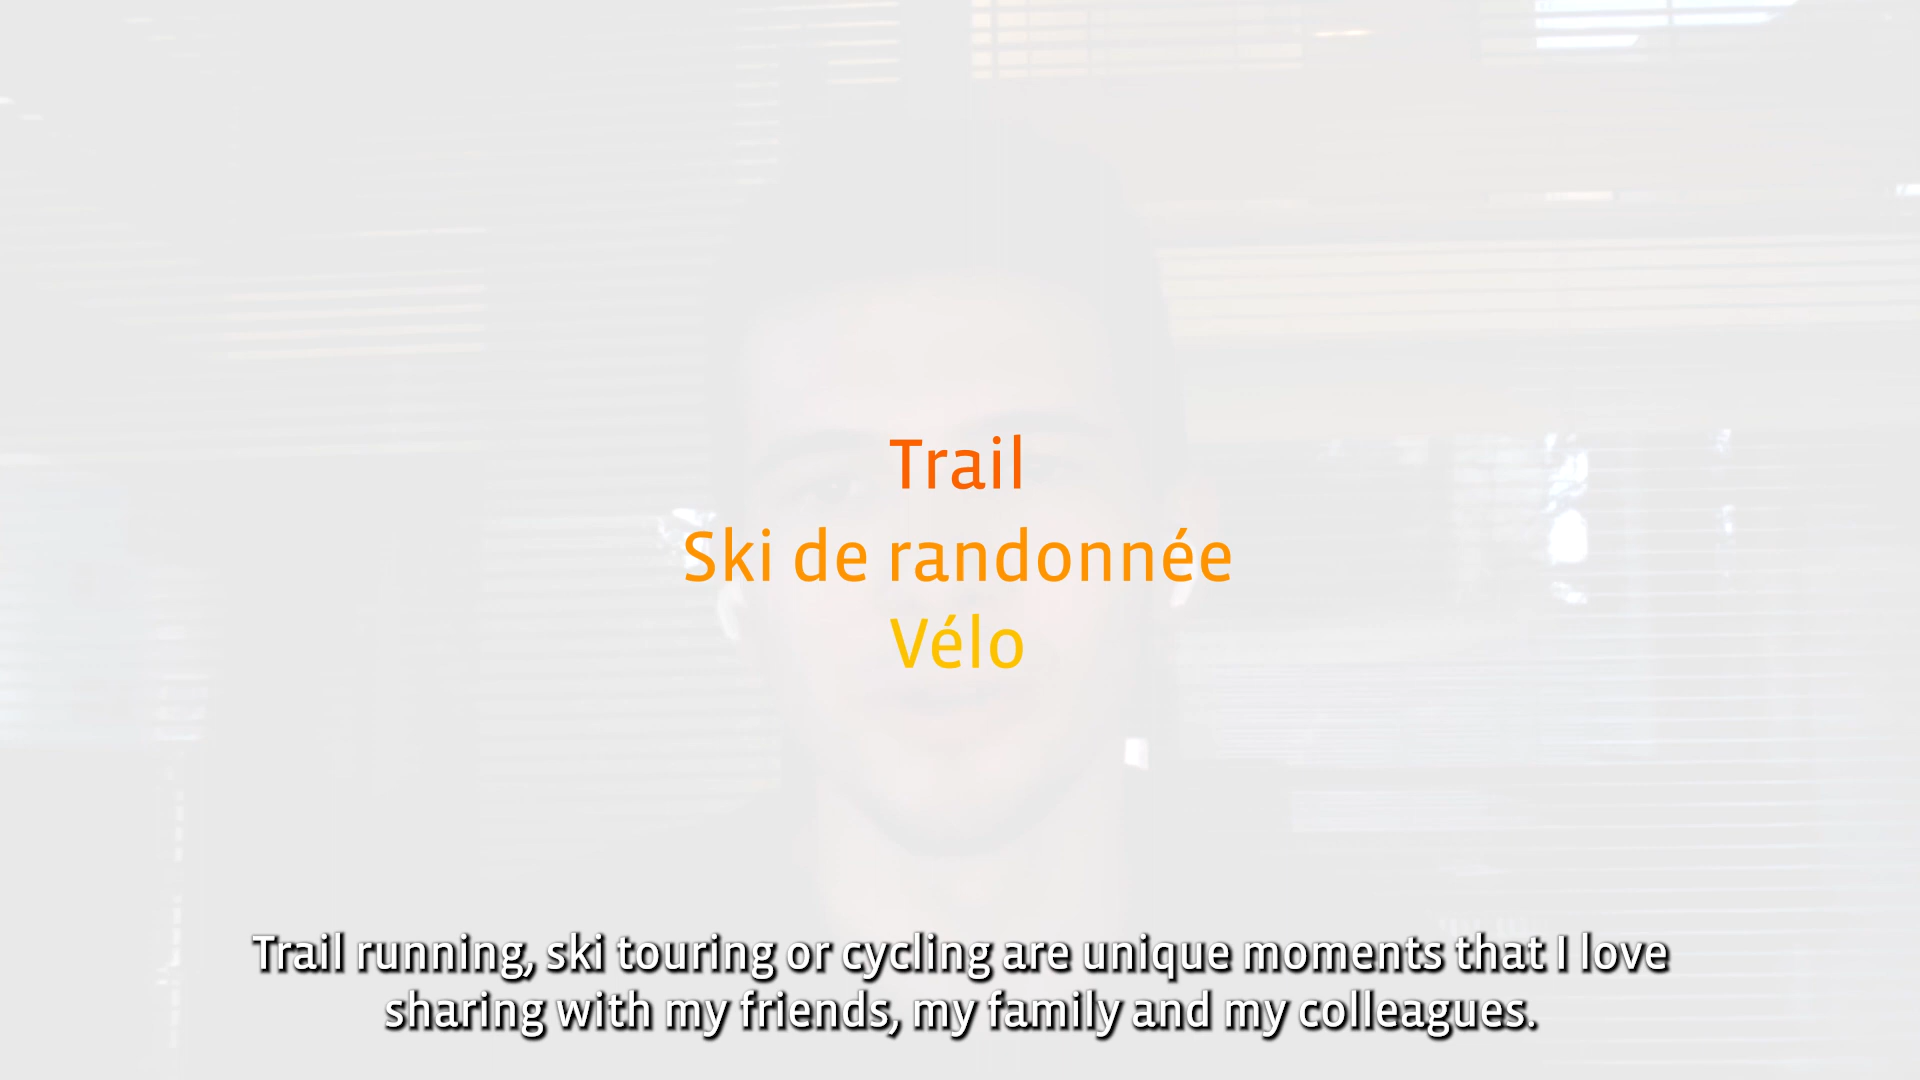 Trail
Ski de randonnée
Vélo
Trail running, ski touring or cycling are unique moments that I love
sharing with my friends, my family and my colleagues.